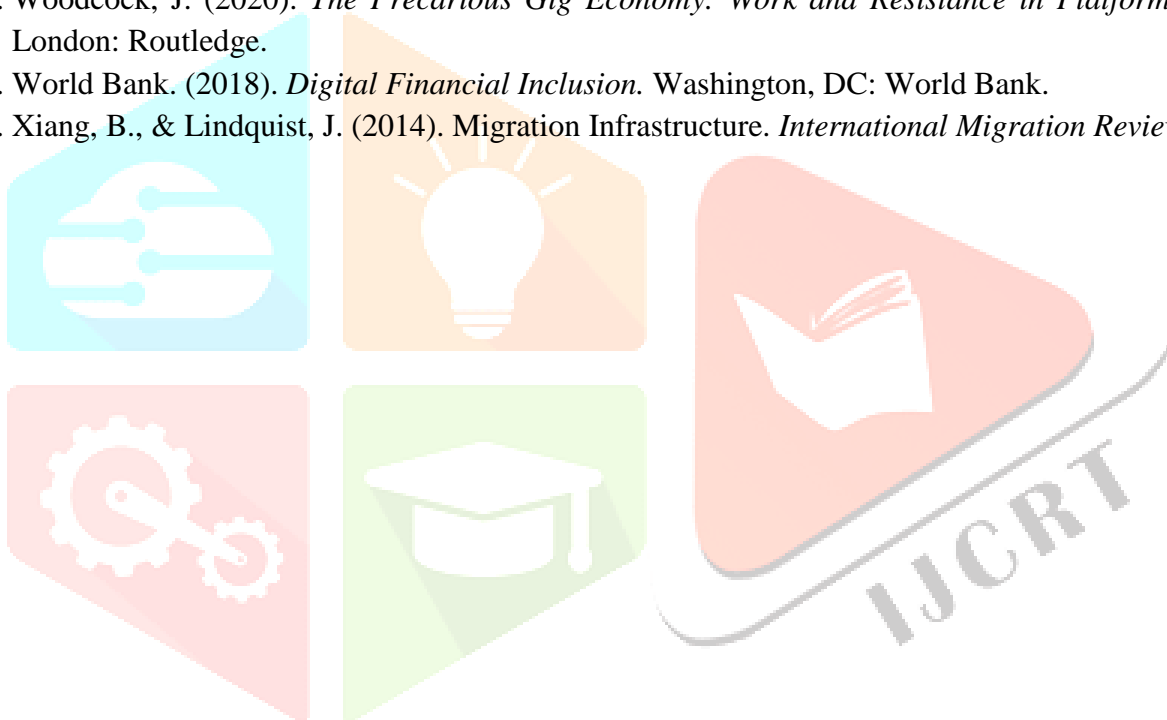 . Woodcock, J. (2020). The Precarious Gig Economy: Work and Resistance in Platform
London: Routledge.
. World Bank. (2018). Digital Financial Inclusion. Washington, DC: World Bank.
. Xiang, B., & Lindquist, J. (2014). Migration Infrastructure. International Migration Revie
IJCRT